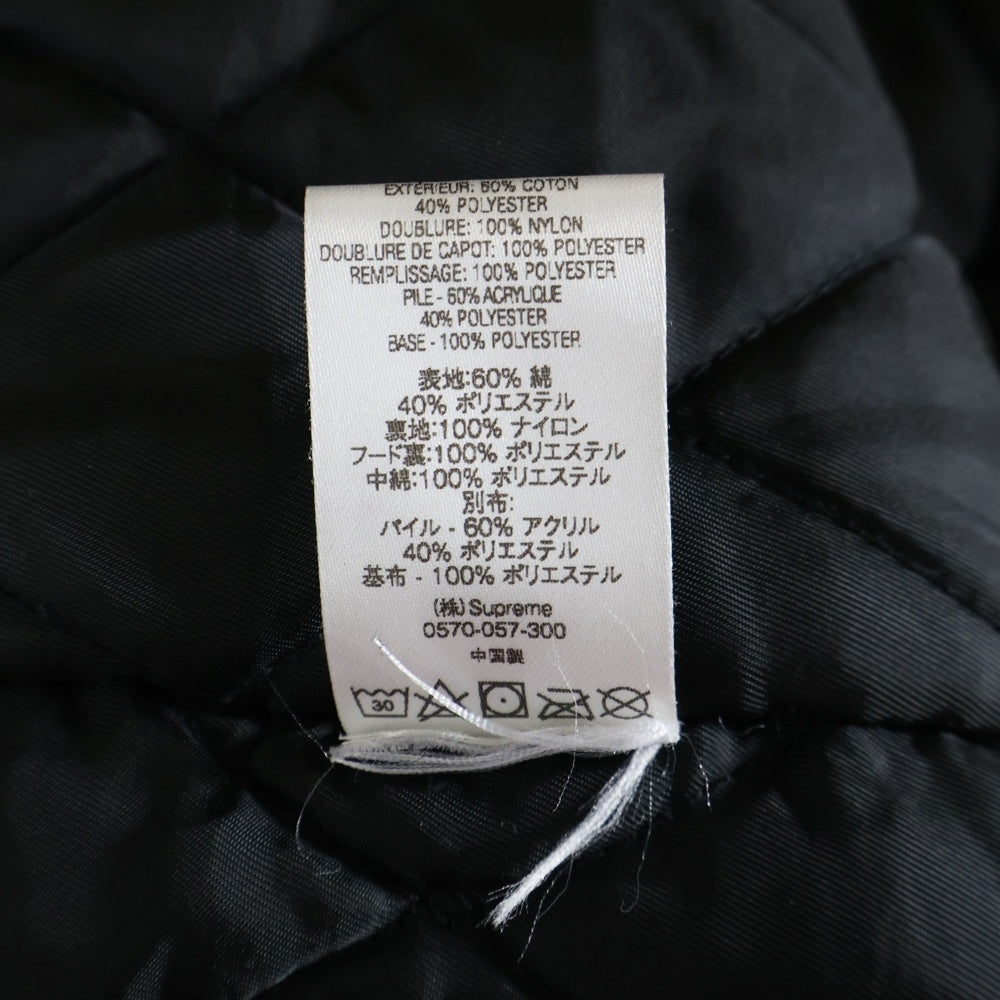 EXTÉRIEUR: 60% COTON
40% POLYESTER
DOUBLURE: 100% NYLON
DOUBLURE DE CAPOT: 100% POLYESTER
REMPLISSAGE: 100% POLYESTER
PILE - 60% ACRYLIQUE
40% POLYESTER
BASE - 100% POLYESTER
表地:60% 綿
40% ポリエステル
裏地:100% ナイロン
フード裏:100% ポリエステル
中綿:100% ポリエステル
別布:
パイル - 60% アクリル
40% ポリエステル
基布 - 100% ポリエステル
(株)Supreme
0570-057-300
中国製
30